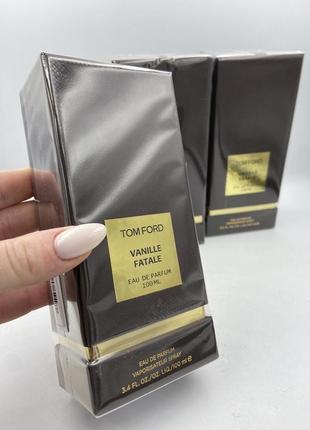 TOM FORD
VANILLE
FATALE
EAU DE PARFUM
100ML
EAU DE PARFUM
VAPORISATEUR SPRAY
3.4 FL. OZ./OZ. LIQ./100 ml e
TOM FORD
VANILLE
FATALE